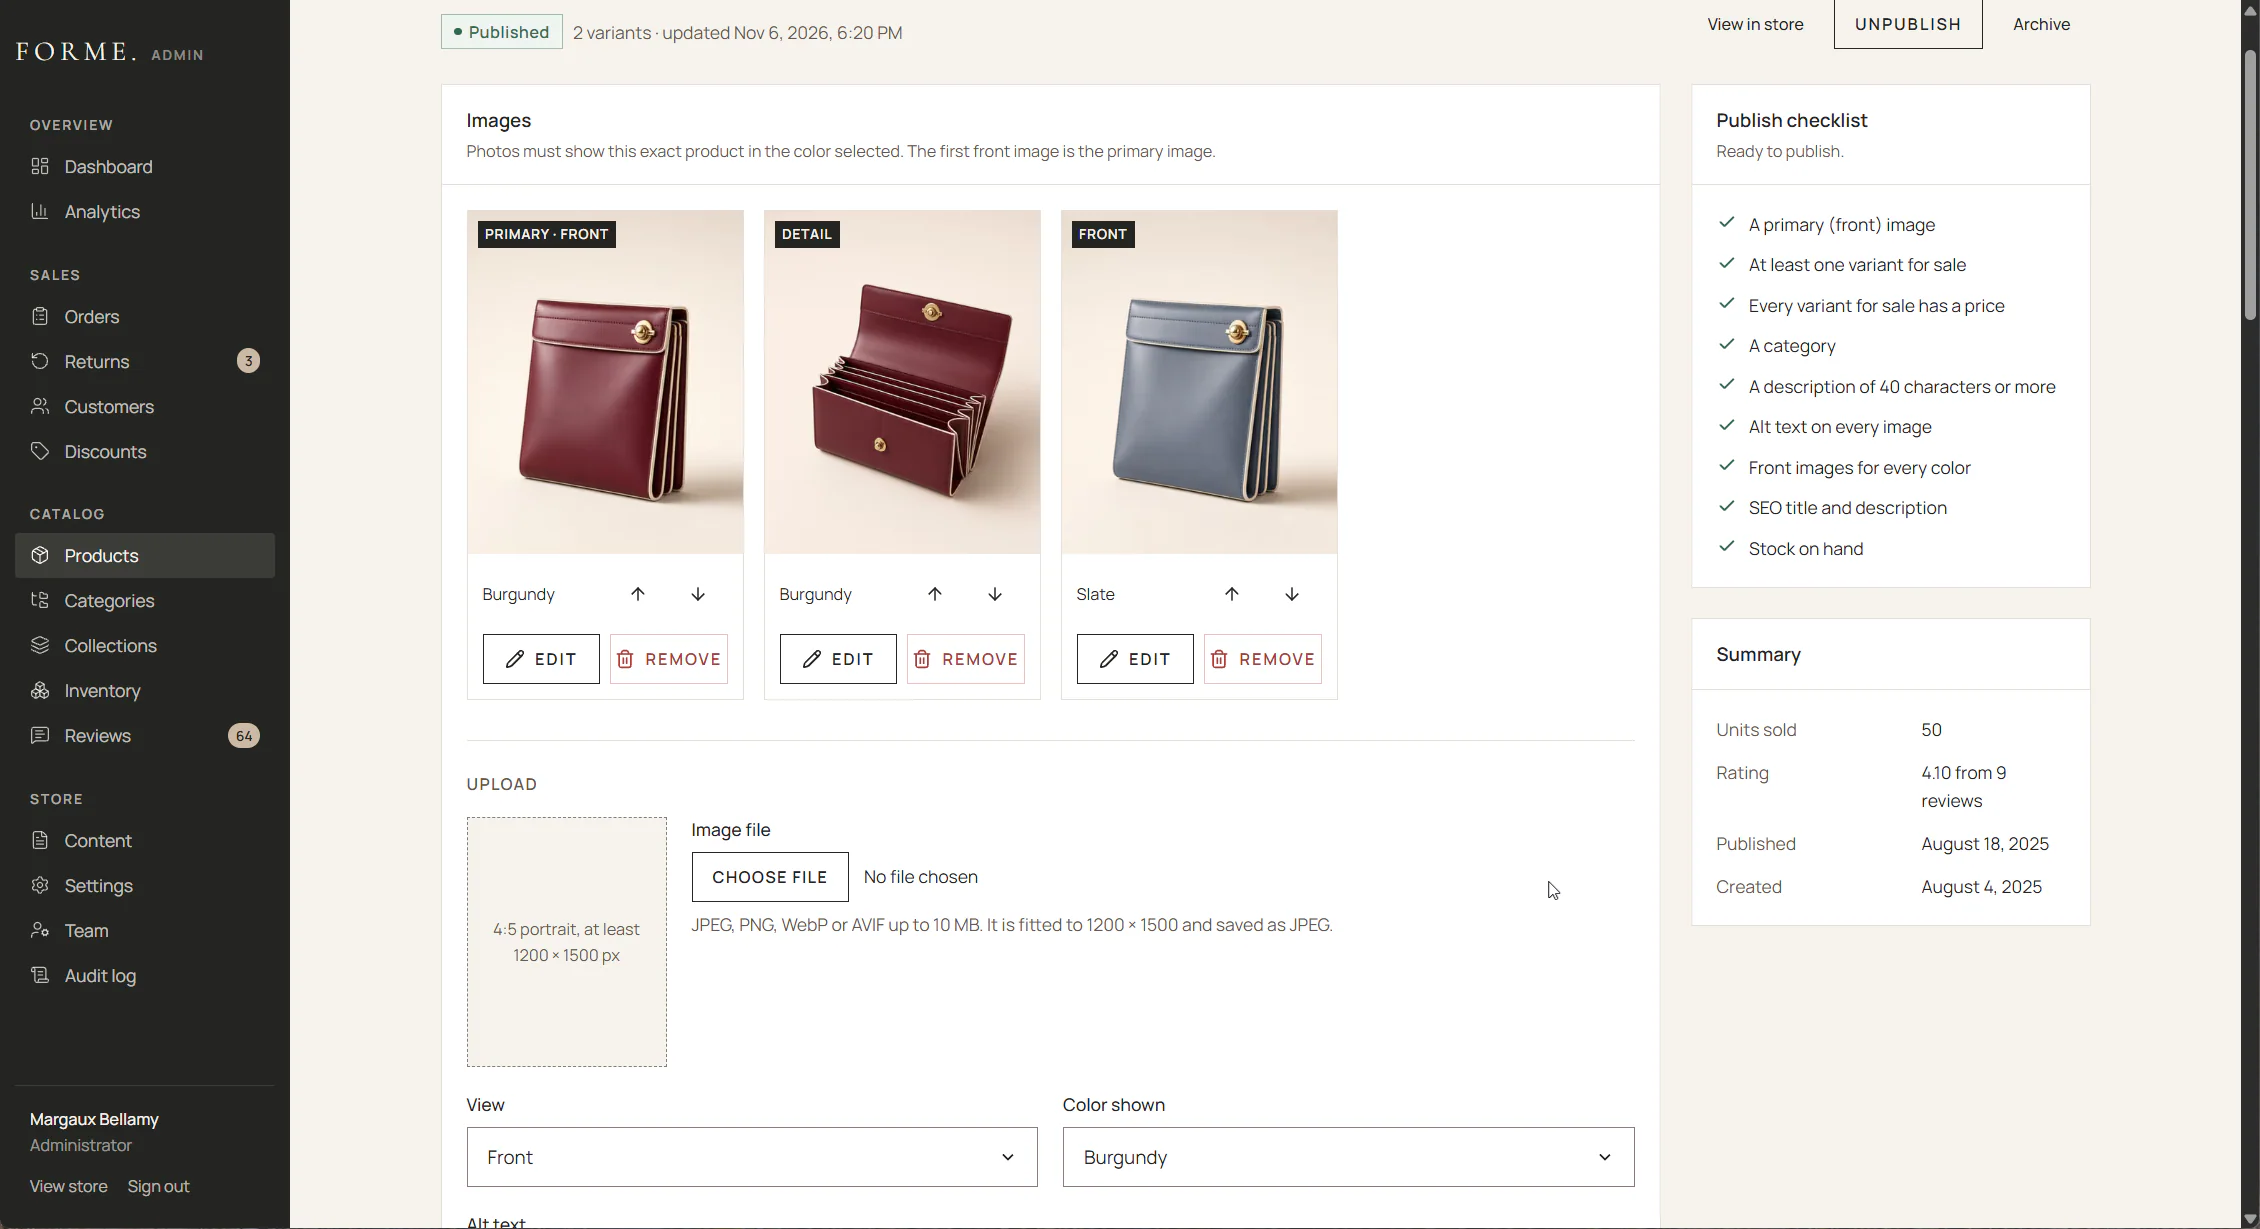 FORME. ADMIN
OVERVIEW
Dashboard
Analytics
SALES
Orders
Returns 3
Customers
Discounts
CATALOG
Products
Categories
Collections
Inventory
Reviews 64
STORE
Content
Settings
Team
Audit log
Margaux Bellamy
Administrator
View store Sign out
Published 2 variants · updated Nov 6, 2026, 6:20 PM
View in store UNPUBLISH Archive
Images
Photos must show this exact product in the color selected. The first front image is the primary image.
PRIMARY · FRONT
DETAIL
FRONT
Burgundy
Burgundy
Slate
EDIT REMOVE
EDIT REMOVE
EDIT REMOVE
UPLOAD
4:5 portrait, at least
1200 × 1500 px
Image file
CHOOSE FILE No file chosen
JPEG, PNG, WebP or AVIF up to 10 MB. It is fitted to 1200 × 1500 and saved as JPEG.
View
Front
Color shown
Burgundy
Alt text
Publish checklist
Ready to publish.
A primary (front) image
At least one variant for sale
Every variant for sale has a price
A category
A description of 40 characters or more
Alt text on every image
Front images for every color
SEO title and description
Stock on hand
Summary
Units sold 50
Rating 4.10 from 9
reviews
Published August 18, 2025
Created August 4, 2025